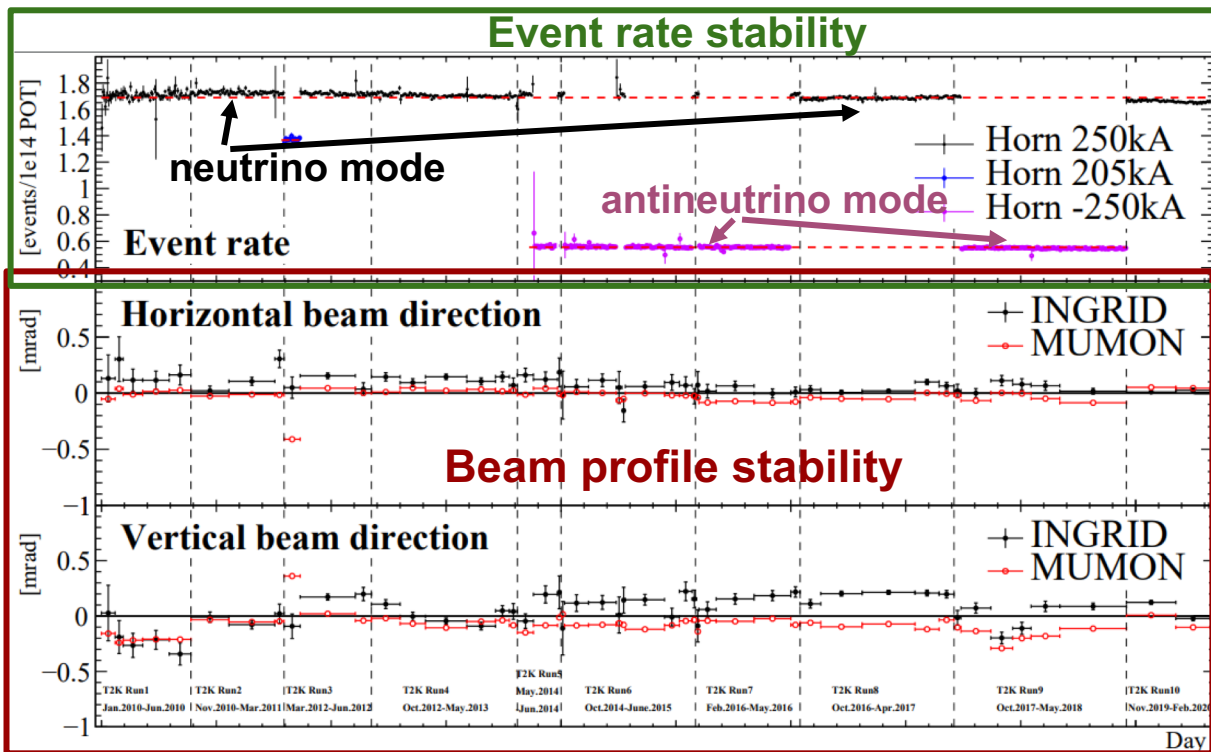 Event rate stability
1.8
1.6
1.4
1.2
1
0.8
0.6
0.4
[events/1e14 POT]
neutrino mode
Horn 250kA
Horn 205kA
Horn -250kA
antineutrino mode
Event rate
Horizontal beam direction
INGRID
MUMON
[mrad]
0.5
0
−0.5
−1
Beam profile stability
Vertical beam direction
INGRID
MUMON
[mrad]
0.5
0
−0.5
−1
T2K Run1
Jan.2010-Jun.2010
T2K Run2
Nov.2010-Mar.2011
T2K Run3
Mar.2012-Jun.2012
T2K Run4
Oct.2012-May.2013
T2K Run5
May.2014
Jun.2014
T2K Run6
Oct.2014-June.2015
T2K Run7
Feb.2016-May.2016
T2K Run8
Oct.2016-Apr.2017
T2K Run9
Oct.2017-May.2018
T2K Run10
Nov.2019-Feb.2020
Day